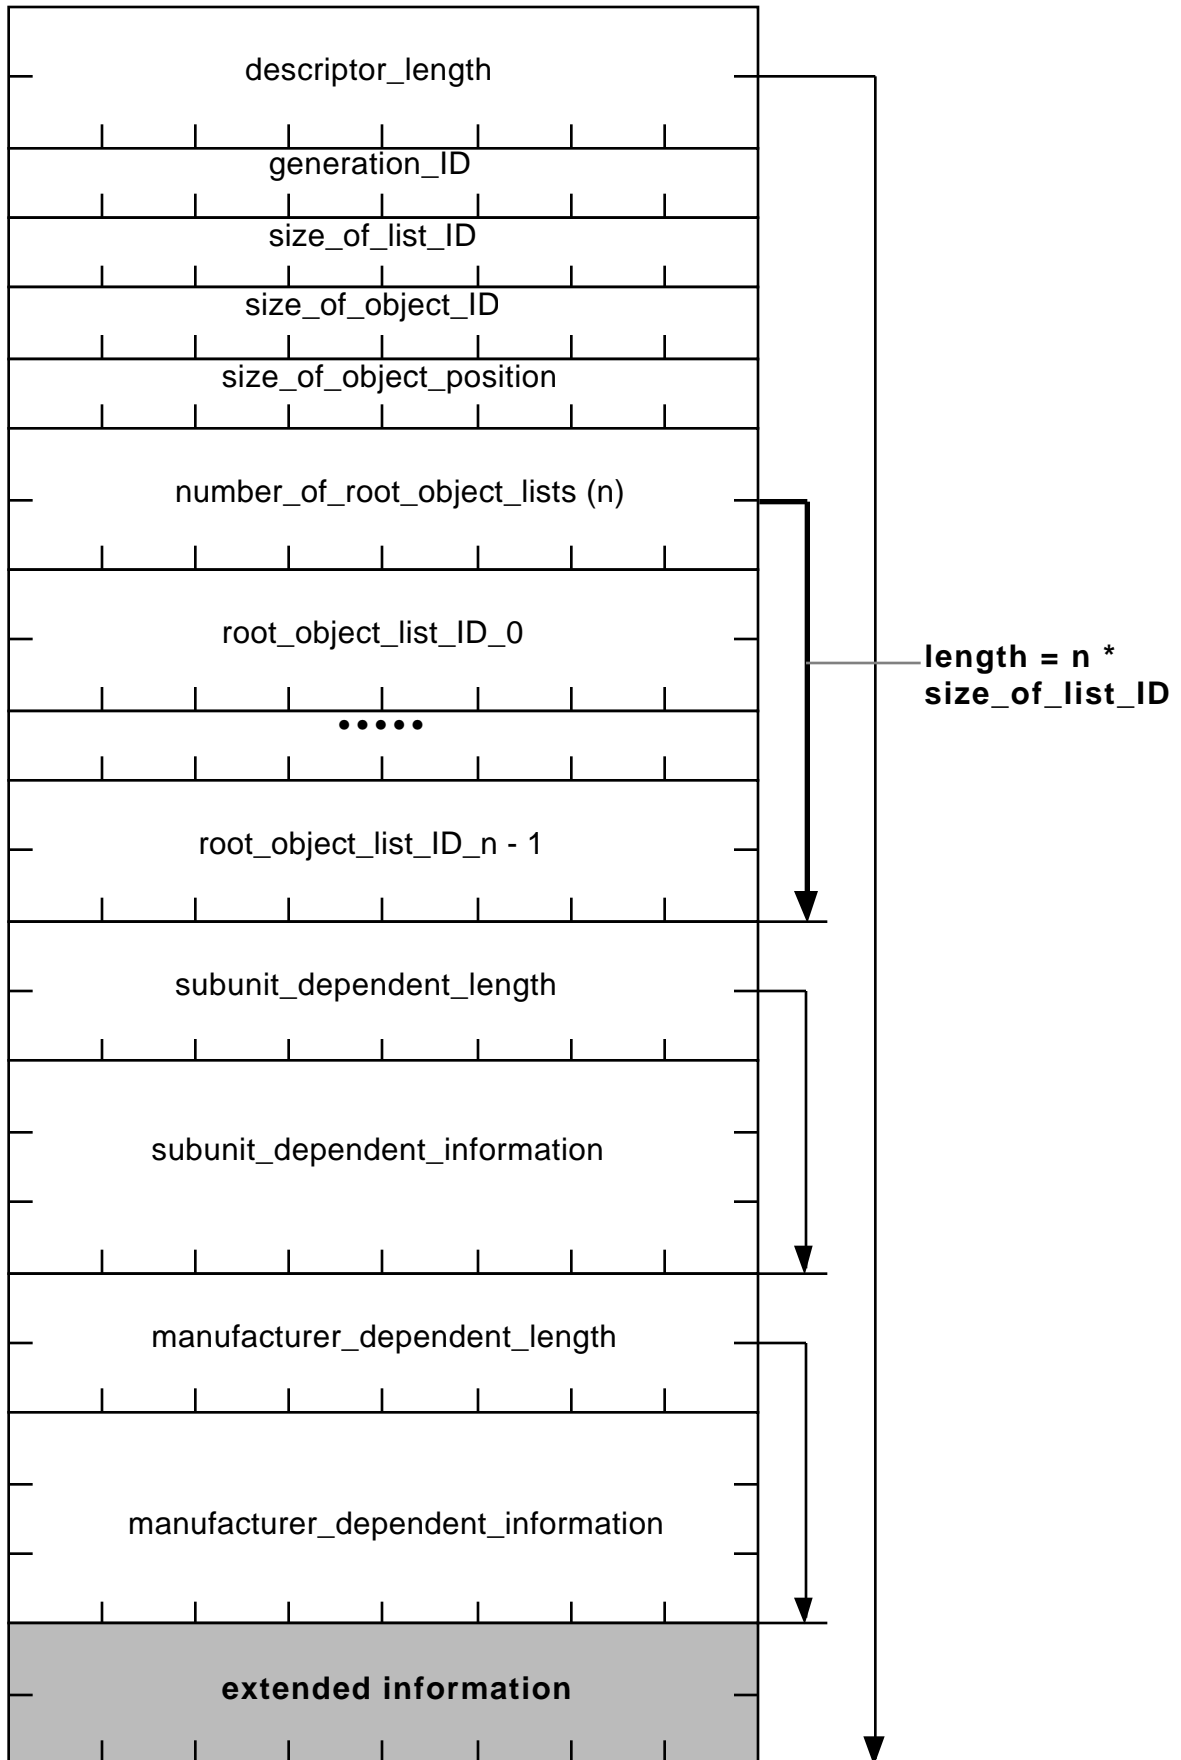 descriptor_length
generation_ID
size_of_list_ID
size_of_object_ID
size_of_object_position
number_of_root_object_lists (n)
root_object_list_ID_0
length = n *
size_of_list_ID
•••••
root_object_list_ID_n - 1
subunit_dependent_length
subunit_dependent_information
manufacturer_dependent_length
manufacturer_dependent_information
extended information